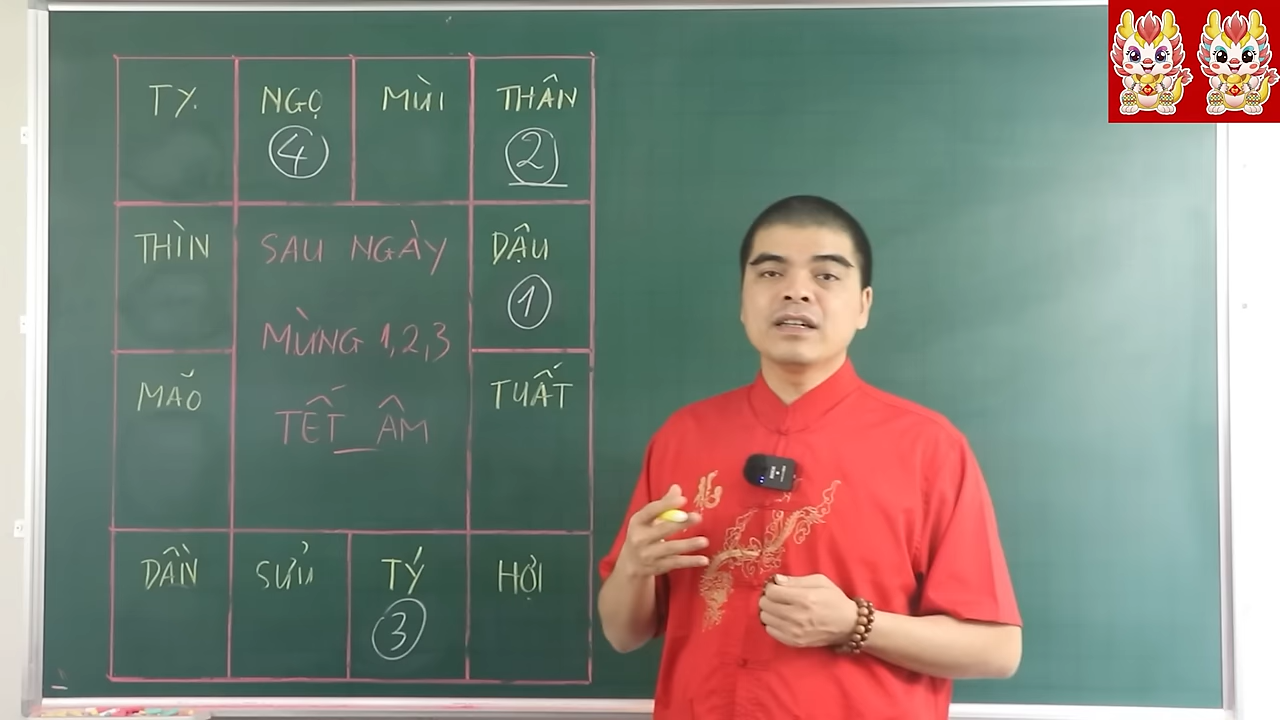 TỴ
NGỌ
④
MÙI
THÂN
②
THÌN
SAU NGÀY
MÙNG 1,2,3
TẾT ÂM
DẬU
①
MÃO
TUẤT
DẦN
SỬU
TÝ
③
HỢI